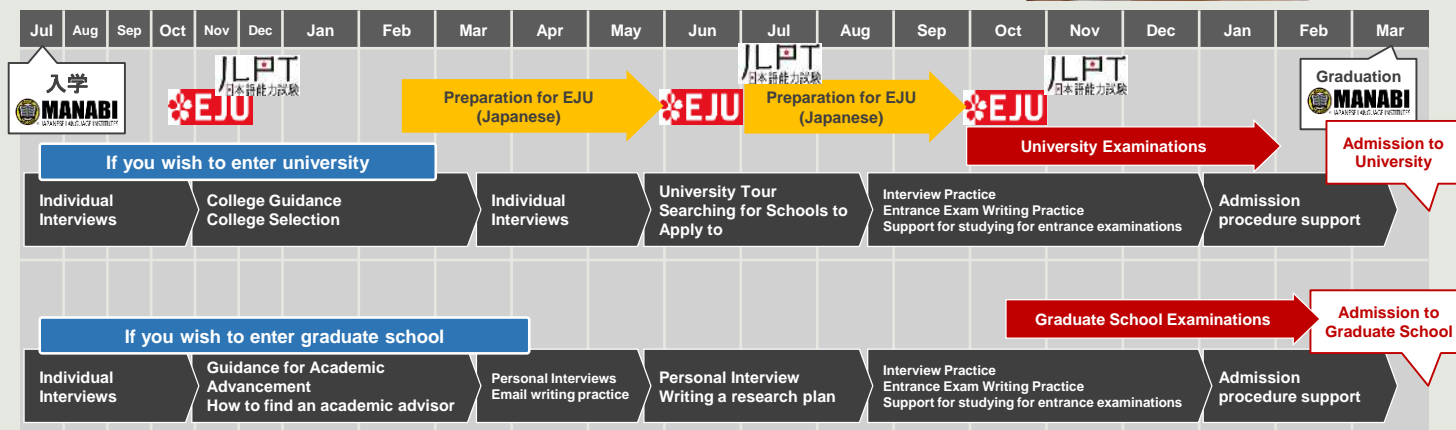 Jul Aug Sep Oct Nov Dec Jan Feb Mar Apr May Jun Jul Aug Sep Oct Nov Dec Jan Feb Mar
入学
MANABI
JAPANESE LANGUAGE INSTITUTES
JLPT
日本語能力試験
EJU
Preparation for EJU
(Japanese)
EJU
JLPT
日本語能力試験
Preparation for EJU
(Japanese)
EJU
JLPT
日本語能力試験
Graduation
MANABI
JAPANESE LANGUAGE INSTITUTES
University Examinations
Admission to
University
If you wish to enter university
Individual
Interviews
College Guidance
College Selection
Individual
Interviews
University Tour
Searching for Schools to
Apply to
Interview Practice
Entrance Exam Writing Practice
Support for studying for entrance examinations
Admission
procedure support
Graduate School Examinations
Admission to
Graduate School
If you wish to enter graduate school
Individual
Interviews
Guidance for Academic
Advancement
How to find an academic advisor
Personal Interviews
Email writing practice
Personal Interview
Writing a research plan
Interview Practice
Entrance Exam Writing Practice
Support for studying for entrance examinations
Admission
procedure support